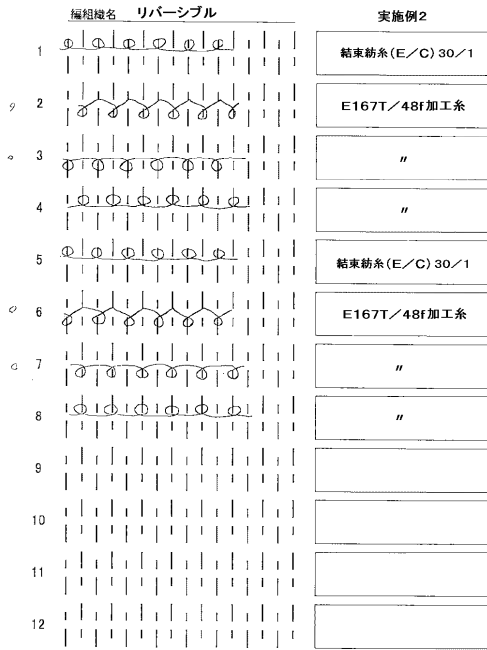 編組織名 リバーシブル 実施例2
1 結束紡糸(E/C)30/1
2 E167T/48f加工糸
3 〃
4 〃
5 結束紡糸(E/C)30/1
6 E167T/48f加工糸
7 〃
8 〃
9
10
11
12